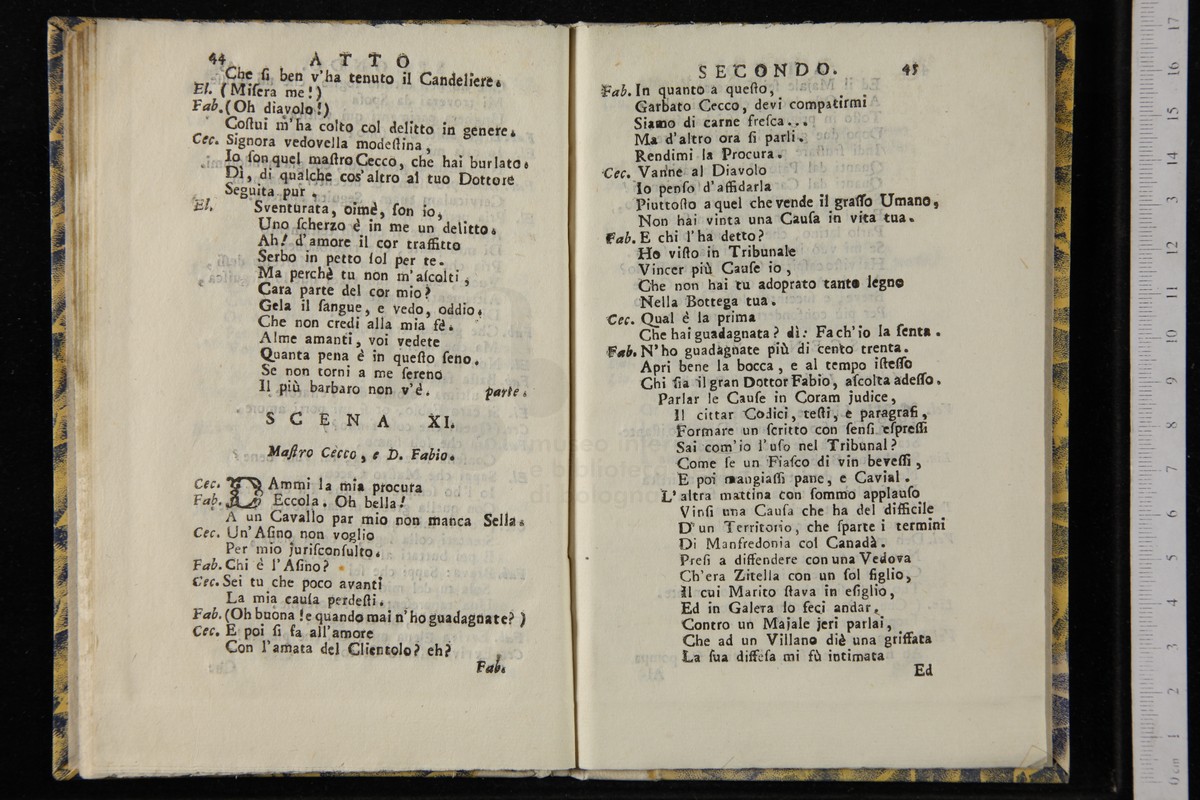 44 ATTO
Che ſi ben v'ha tenuto il Candeliere.
El. (Miſera me!)
Fab. (Oh diavolo!)
Coſtui m'ha colto col delitto in genere.
Cec. Signora vedovella modeſtina,
Io ſon quel maſtro Cecco, che hai burlato.
Dì, di qualche cos'altro al tuo Dottore
Seguita pur.
El. Sventurata, oimè, ſon io,
Uno ſcherzo è in me un delitto.
Ah! d'amore il cor traffitto
Serbo in petto ſol per te.
Ma perchè tu non m'aſcolti,
Cara parte del cor mio?
Gela il ſangue, e vedo, oddio.
Che non credi alla mia fè.
Alme amanti, voi vedete
Quanta pena è in queſto ſeno.
Se non torni a me ſereno
Il più barbaro non v'è. parte.
SCENA XI.
Maſtro Cecco, e D. Fabio.
Cec. DAmmi la mia procura
Fab. Eccola. Oh bella!
A un Cavallo par mio non manca Sella.
Cec. Un'Aſino non voglio
Per mio juriſconſulto.
Fab. Chi è l'Aſino?
Cec. Sei tu che poco avanti
La mia cauſa perdeſti.
Fab. (Oh buona! e quando mai n'ho guadagnate?)
Cec. E poi ſi fa all'amore
Con l'amata del Clientolo? eh?
Fab.
SECONDO. 45
Fab. In quanto a queſto,
Garbato Cecco, devi compatirmi
Siamo di carne freſca...
Ma d'altro ora ſi parli.
Rendimi la Procura.
Cec. Vanne al Diavolo
Io penſo d'affidarla
Piuttoſto a quel che vende il graſſo Umano,
Non hai vinta una Cauſa in vita tua.
Fab. E chi l'ha detto?
Ho viſto in Tribunale
Vincer più Cauſe io,
Che non hai tu adoprato tanto legno
Nella Bottega tua.
Cec. Qual è la prima
Che hai guadagnata? dì: Fa ch'io la ſenta.
Fab. N'ho guadagnate più di cento trenta.
Apri bene la bocca, e al tempo iſteſſo
Chi ſia il gran Dottor Fabio, aſcolta adeſſo.
Parlar le Cauſe in Coram judice,
Il cittar Codici, teſti, e paragrafi,
Formare un ſcritto con ſenſi eſpreſſi
Sai com'io l'uſo nel Tribunal?
Come ſe un Fiaſco di vin beveſſi,
E poi mangiaſſi pane, e Cavial.
L'altra mattina con ſommo applauſo
Vinſi una Cauſa che ha del difficile
D'un Territorio, che ſparte i termini
Di Manfredonia col Canadà.
Preſi a diffendere con una Vedova
Ch'era Zitella con un ſol figlio,
Il cui Marito ſtava in eſiglio,
Ed in Galera lo feci andar.
Contro un Majale jeri parlai,
Che ad un Villano diè una griffata
La ſua diffeſa mi fù intimata
Ed